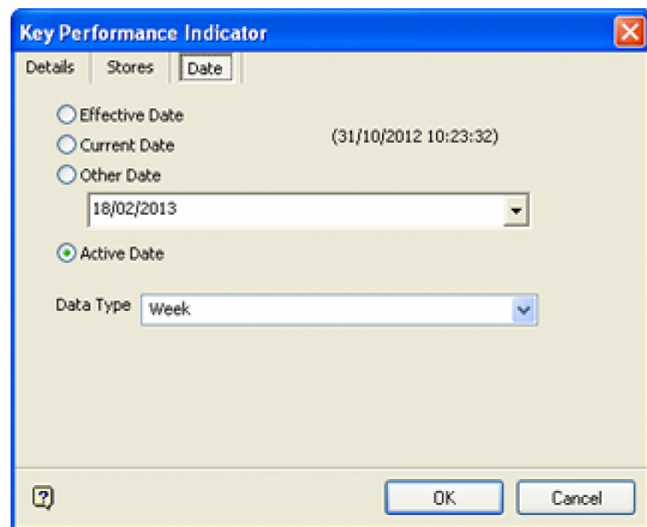 Key Performance Indicator
Details Stores Date
Effective Date
Current Date (31/10/2012 10:23:32)
Other Date
18/02/2013
Active Date
Data Type Week
OK Cancel